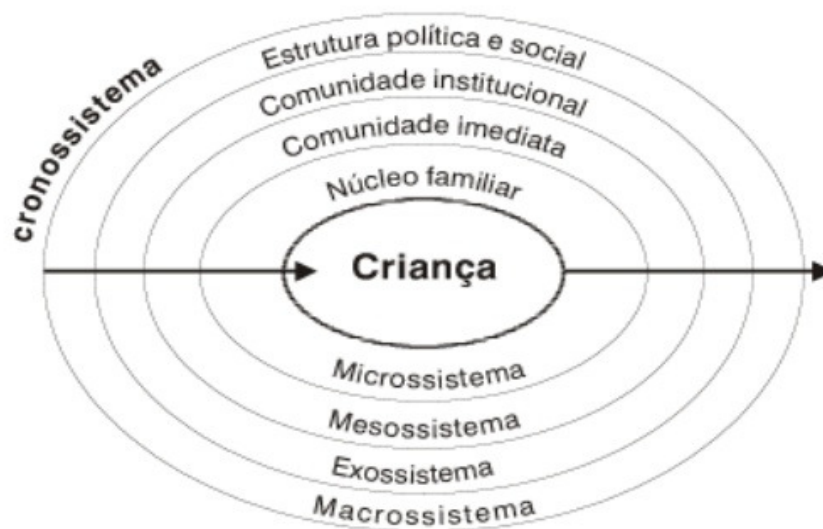 cronossistema
Estrutura política e social
Comunidade institucional
Comunidade imediata
Núcleo familiar
Criança
Microssistema
Mesossistema
Exossistema
Macrossistema